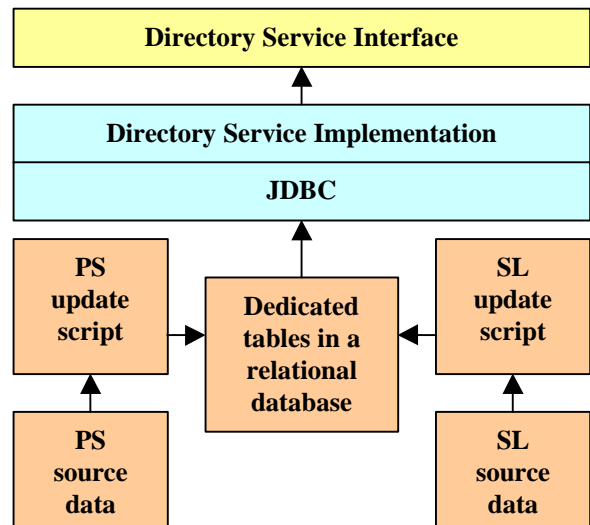 Directory Service Interface
Directory Service Implementation
JDBC
PS
update
script
Dedicated
tables in a
relational
database
SL
update
script
PS
source
data
SL
source
data